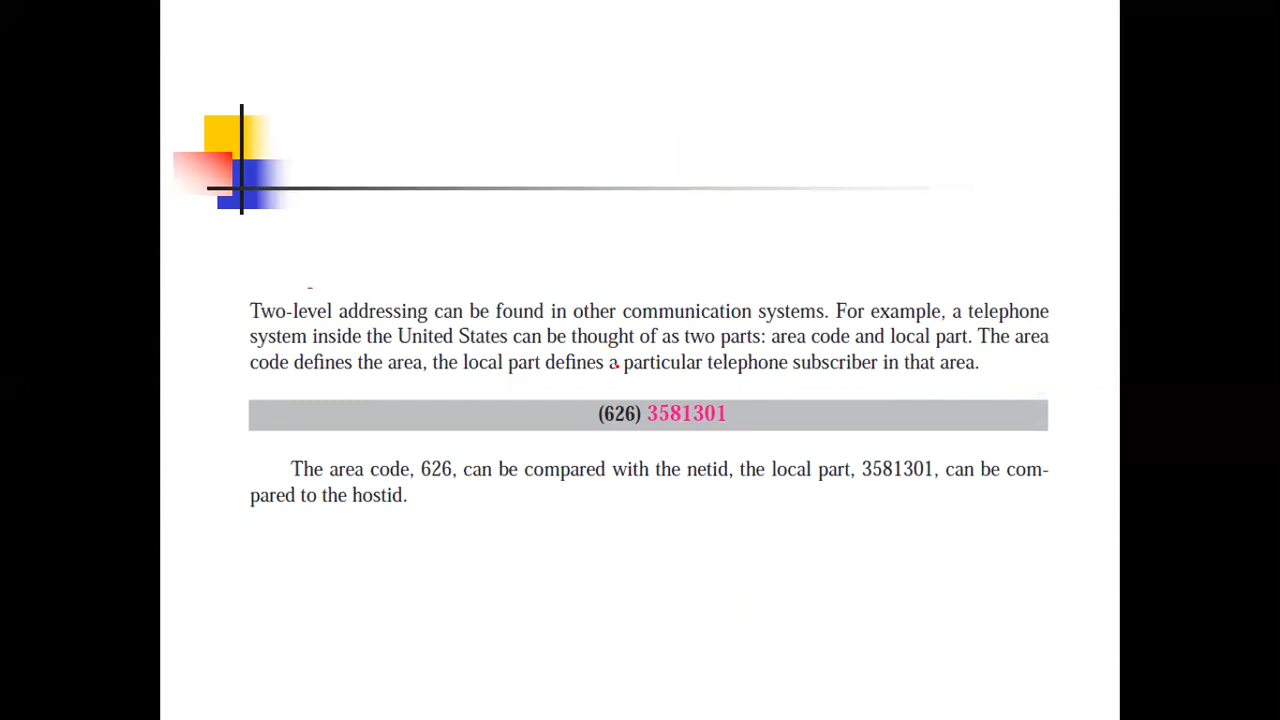 Two-level addressing can be found in other communication systems. For example, a telephone
system inside the United States can be thought of as two parts: area code and local part. The area
code defines the area, the local part defines a particular telephone subscriber in that area.
(626) 3581301
The area code, 626, can be compared with the netid, the local part, 3581301, can be com-
pared to the hostid.